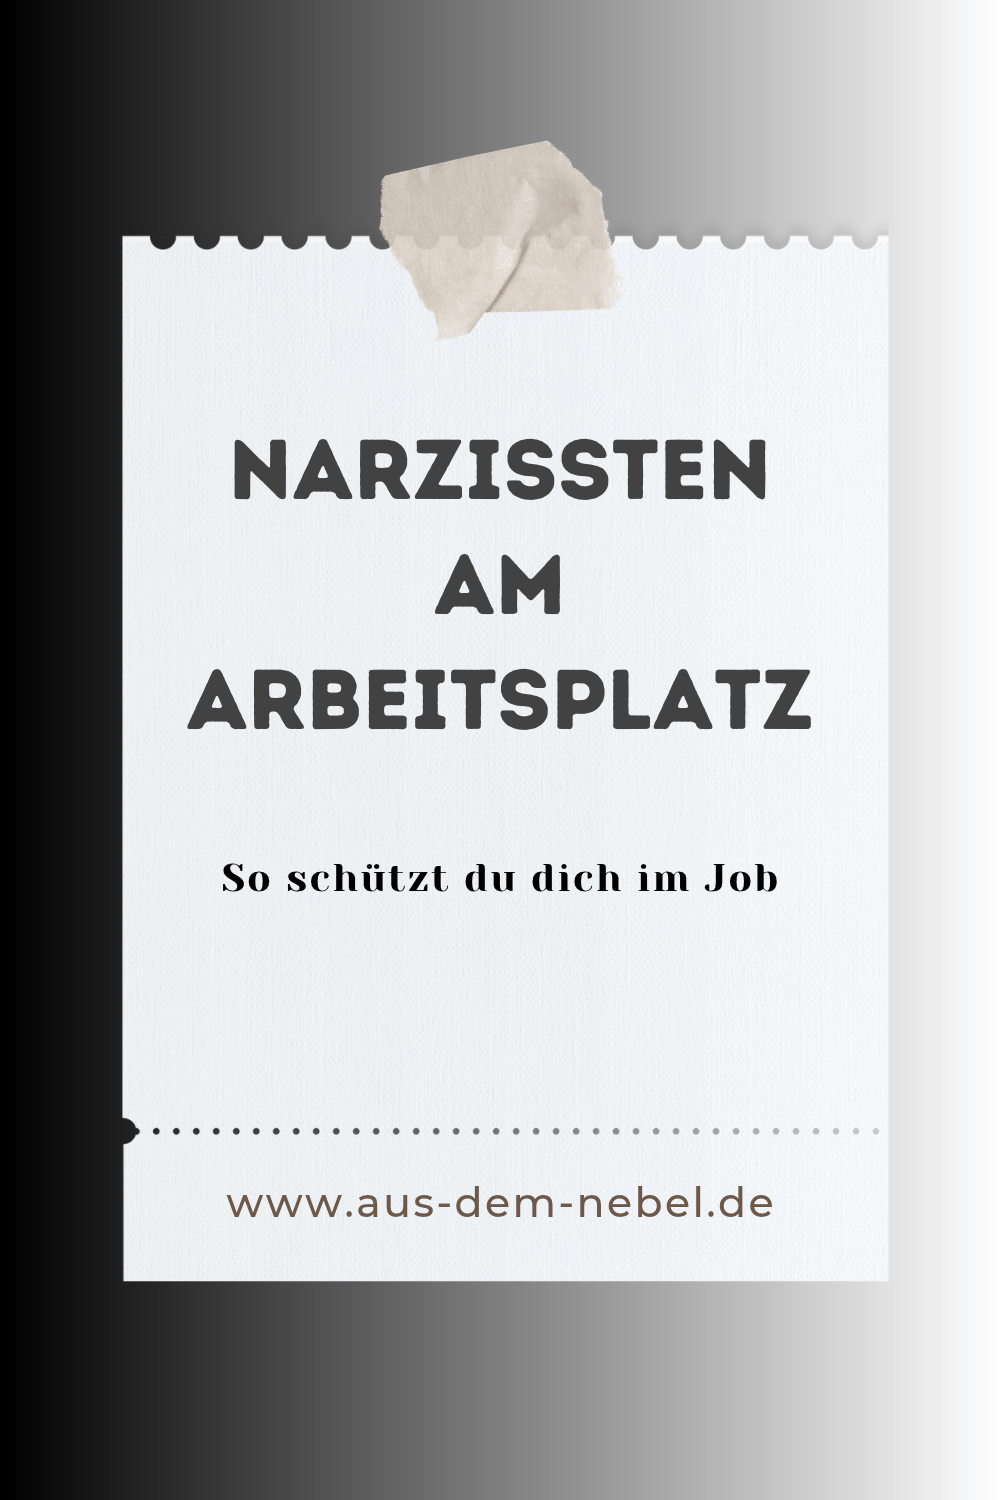 NARZISSTEN
AM
ARBEITSPLATZ
So schützt du dich im Job
www.aus-dem-nebel.de